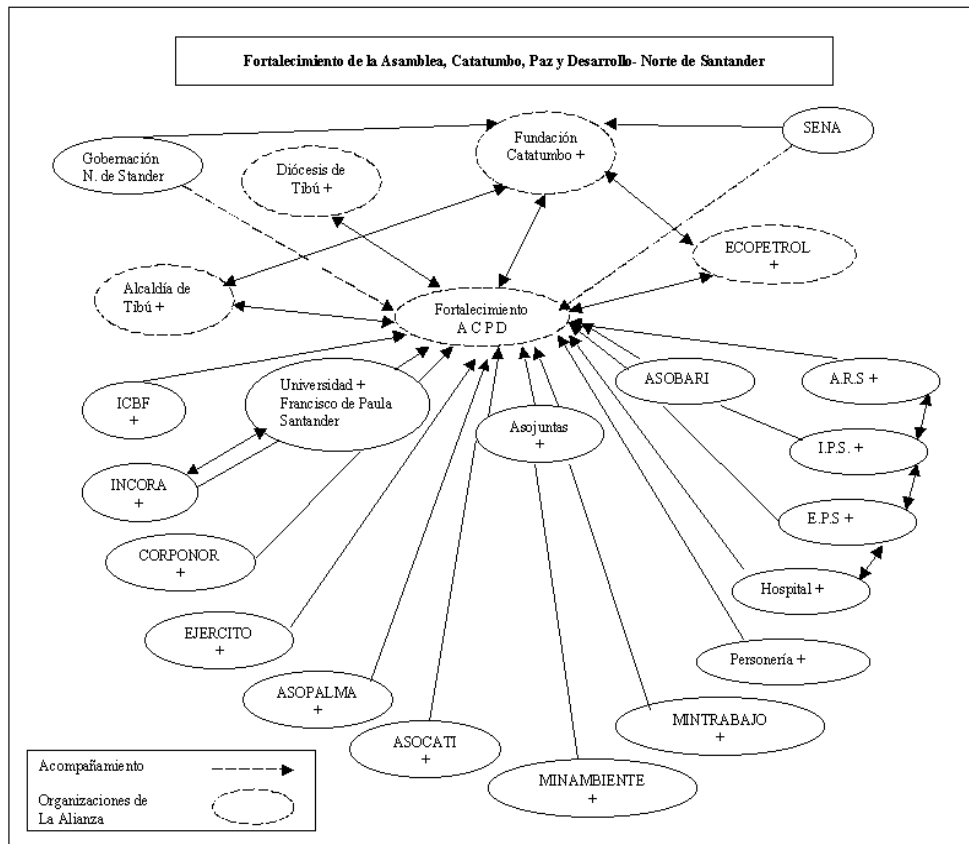 Fortalecimiento de la Asamblea, Catatumbo, Paz y Desarrollo- Norte de Santander
Gobernación
N. de Stander
Diócesis de
Tibú +
Fundación
Catatumbo +
SENA
ECOPETROL
+
Alcaldía de
Tibú +
Fortalecimiento
A C P D
ICBF
+
Universidad +
Francisco de Paula
Santander
Asojuntas
+
ASOBARI
A.R.S +
I.P.S. +
E.P.S +
Hospital +
INCORA
+
CORPONOR
+
EJERCITO
+
ASOPALMA
+
ASOCATI
+
MINAMBIENTE
+
MINTRABAJO
+
Personería +
Acompañamiento
Organizaciones de
La Alianza